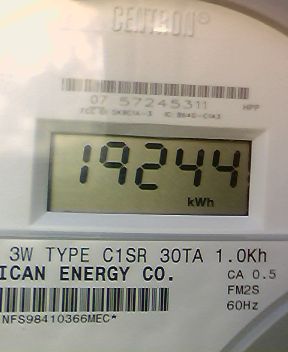 CENTRON®
07 57245311 HPP
19244
kWh
3W TYPE C1SR 30TA 1.0Kh
ICAN ENERGY CO. CA 0.5
FM2S
60Hz
NFS98410366MEC*